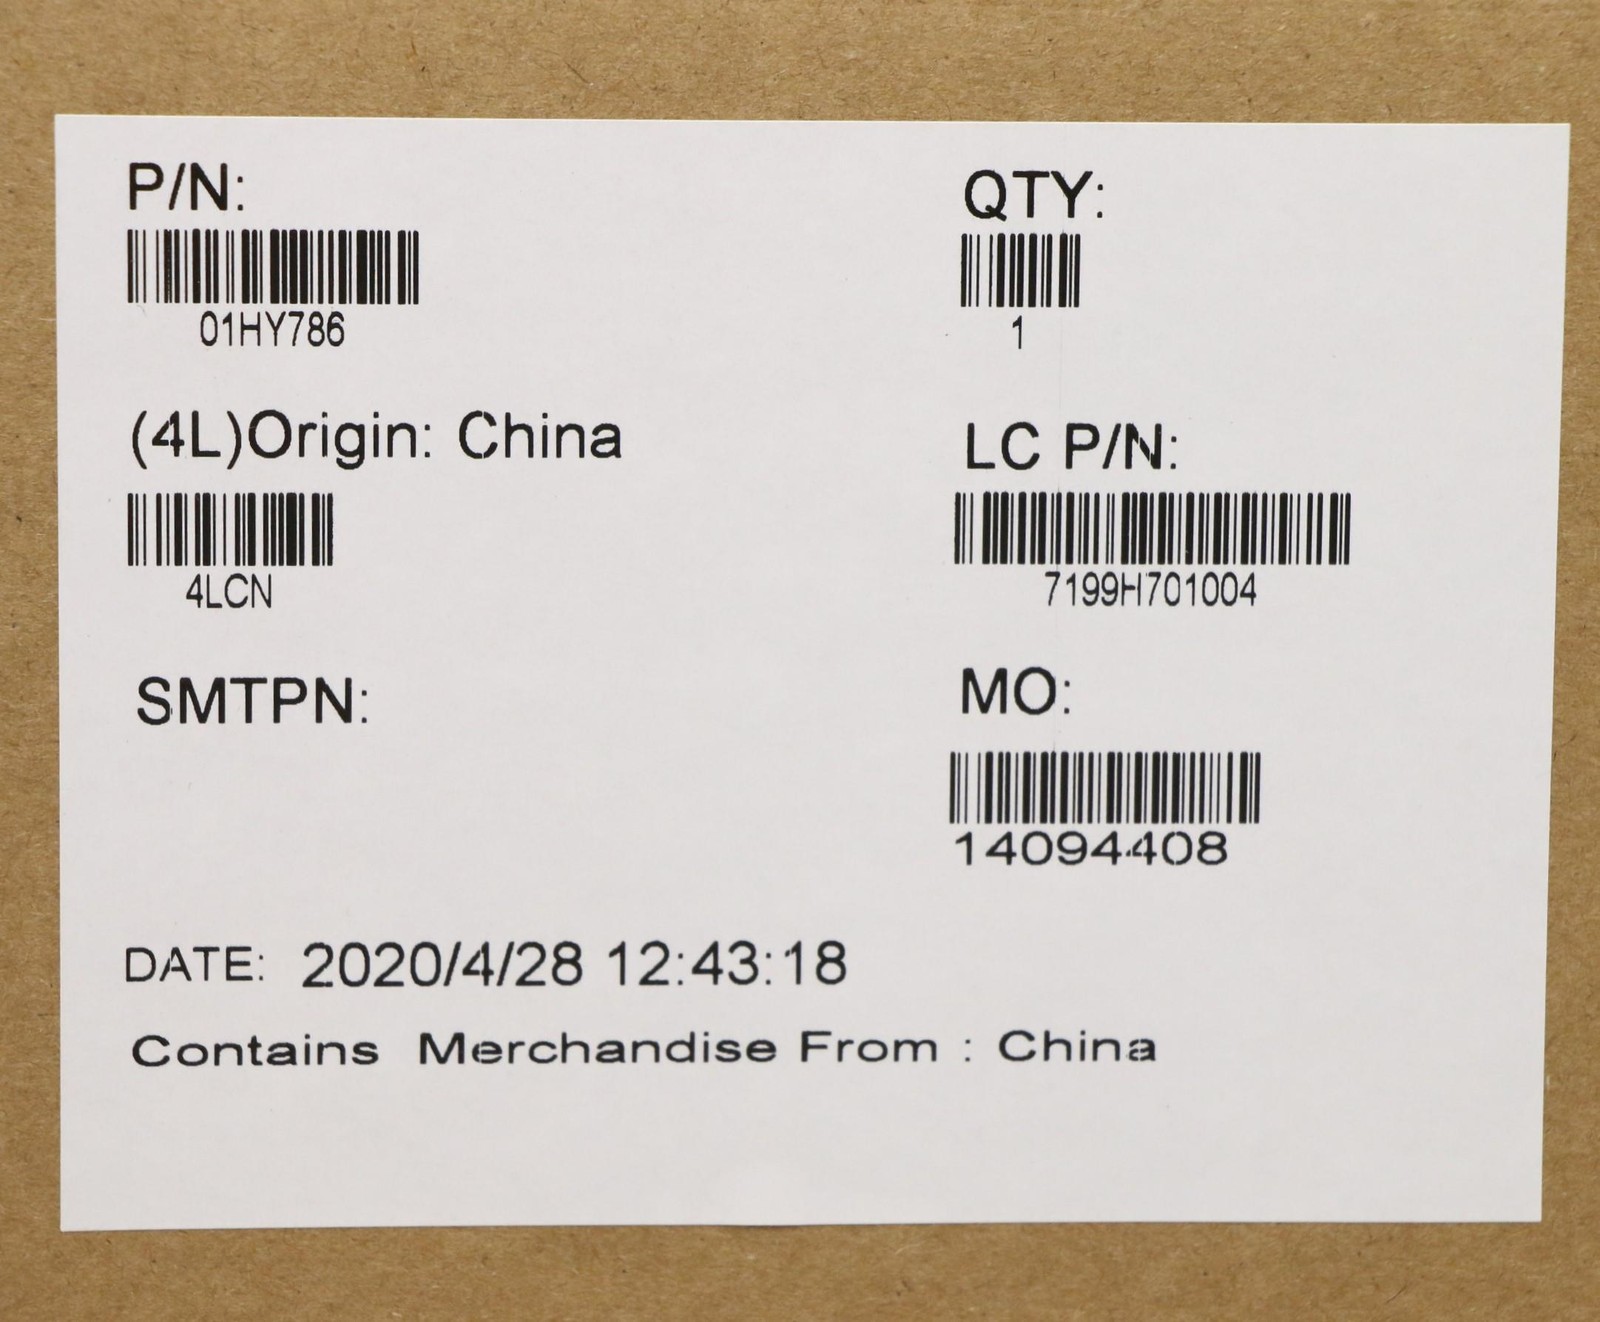 P/N:
QTY:
01HY786
1
(4L)Origin: China
LC P/N:
4LCN
7199H701004
SMTPN:
MO:
14094408
DATE: 2020/4/28 12:43:18
Contains Merchandise From : China